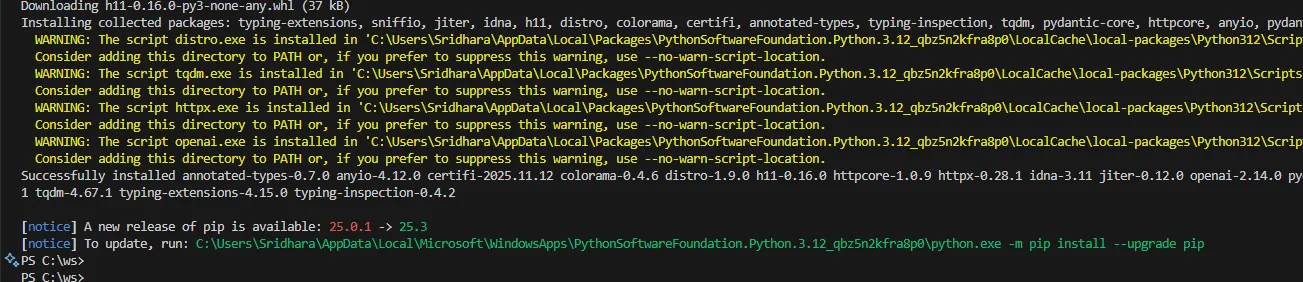 Downloading h11-0.16.0-py3-none-any.whl (37 kB)
Installing collected packages: typing-extensions, sniffio, jiter, idna, h11, distro, colorama, certifi, annotated-types, typing-inspection, tqdm, pydantic-core, httpcore, anyio, pydant
WARNING: The script distro.exe is installed in 'C:\Users\Sridhara\AppData\Local\Packages\PythonSoftwareFoundation.Python.3.12_qbz5n2kfra8p0\LocalCache\local-packages\Python312\Script
Consider adding this directory to PATH or, if you prefer to suppress this warning, use --no-warn-script-location.
WARNING: The script tqdm.exe is installed in 'C:\Users\Sridhara\AppData\Local\Packages\PythonSoftwareFoundation.Python.3.12_qbz5n2kfra8p0\LocalCache\local-packages\Python312\Scripts
Consider adding this directory to PATH or, if you prefer to suppress this warning, use --no-warn-script-location.
WARNING: The script httpx.exe is installed in 'C:\Users\Sridhara\AppData\Local\Packages\PythonSoftwareFoundation.Python.3.12_qbz5n2kfra8p0\LocalCache\local-packages\Python312\Script
Consider adding this directory to PATH or, if you prefer to suppress this warning, use --no-warn-script-location.
WARNING: The script openai.exe is installed in 'C:\Users\Sridhara\AppData\Local\Packages\PythonSoftwareFoundation.Python.3.12_qbz5n2kfra8p0\LocalCache\local-packages\Python312\Script
Consider adding this directory to PATH or, if you prefer to suppress this warning, use --no-warn-script-location.
Successfully installed annotated-types-0.7.0 anyio-4.12.0 certifi-2025.11.12 colorama-0.4.6 distro-1.9.0 h11-0.16.0 httpcore-1.0.9 httpx-0.28.1 idna-3.11 jiter-0.12.0 openai-2.14.0 py
1 tqdm-4.67.1 typing-extensions-4.15.0 typing-inspection-0.4.2
[notice] A new release of pip is available: 25.0.1 -> 25.3
[notice] To update, run: C:\Users\Sridhara\AppData\Local\Microsoft\WindowsApps\PythonSoftwareFoundation.Python.3.12_qbz5n2kfra8p0\python.exe -m pip install --upgrade pip
PS C:\ws>
PS C:\ws>